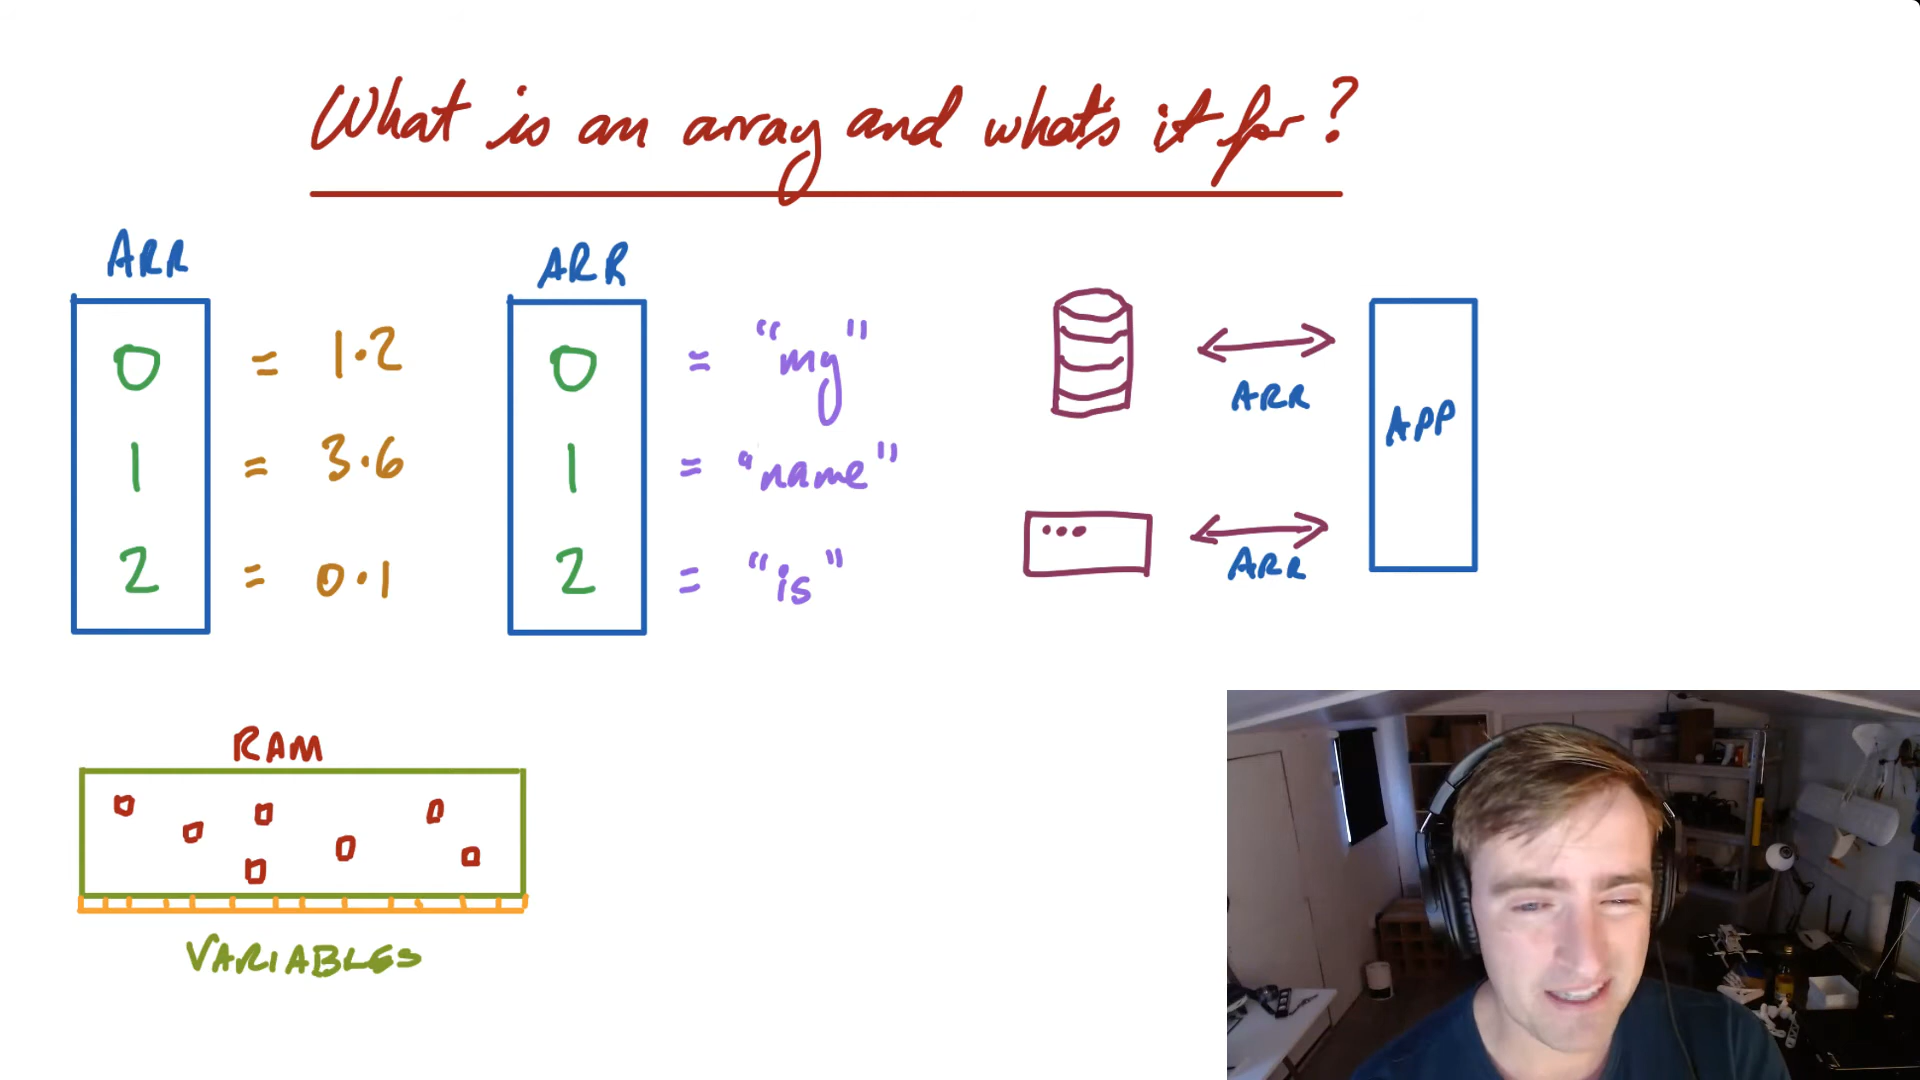 What is an array and what's it for?
ARR
0 = 1.2
1 = 3.6
2 = 0.1
ARR
0 = "my"
1 = "name"
2 = "is"
ARR
ARR
APP
RAM
VARIABLES